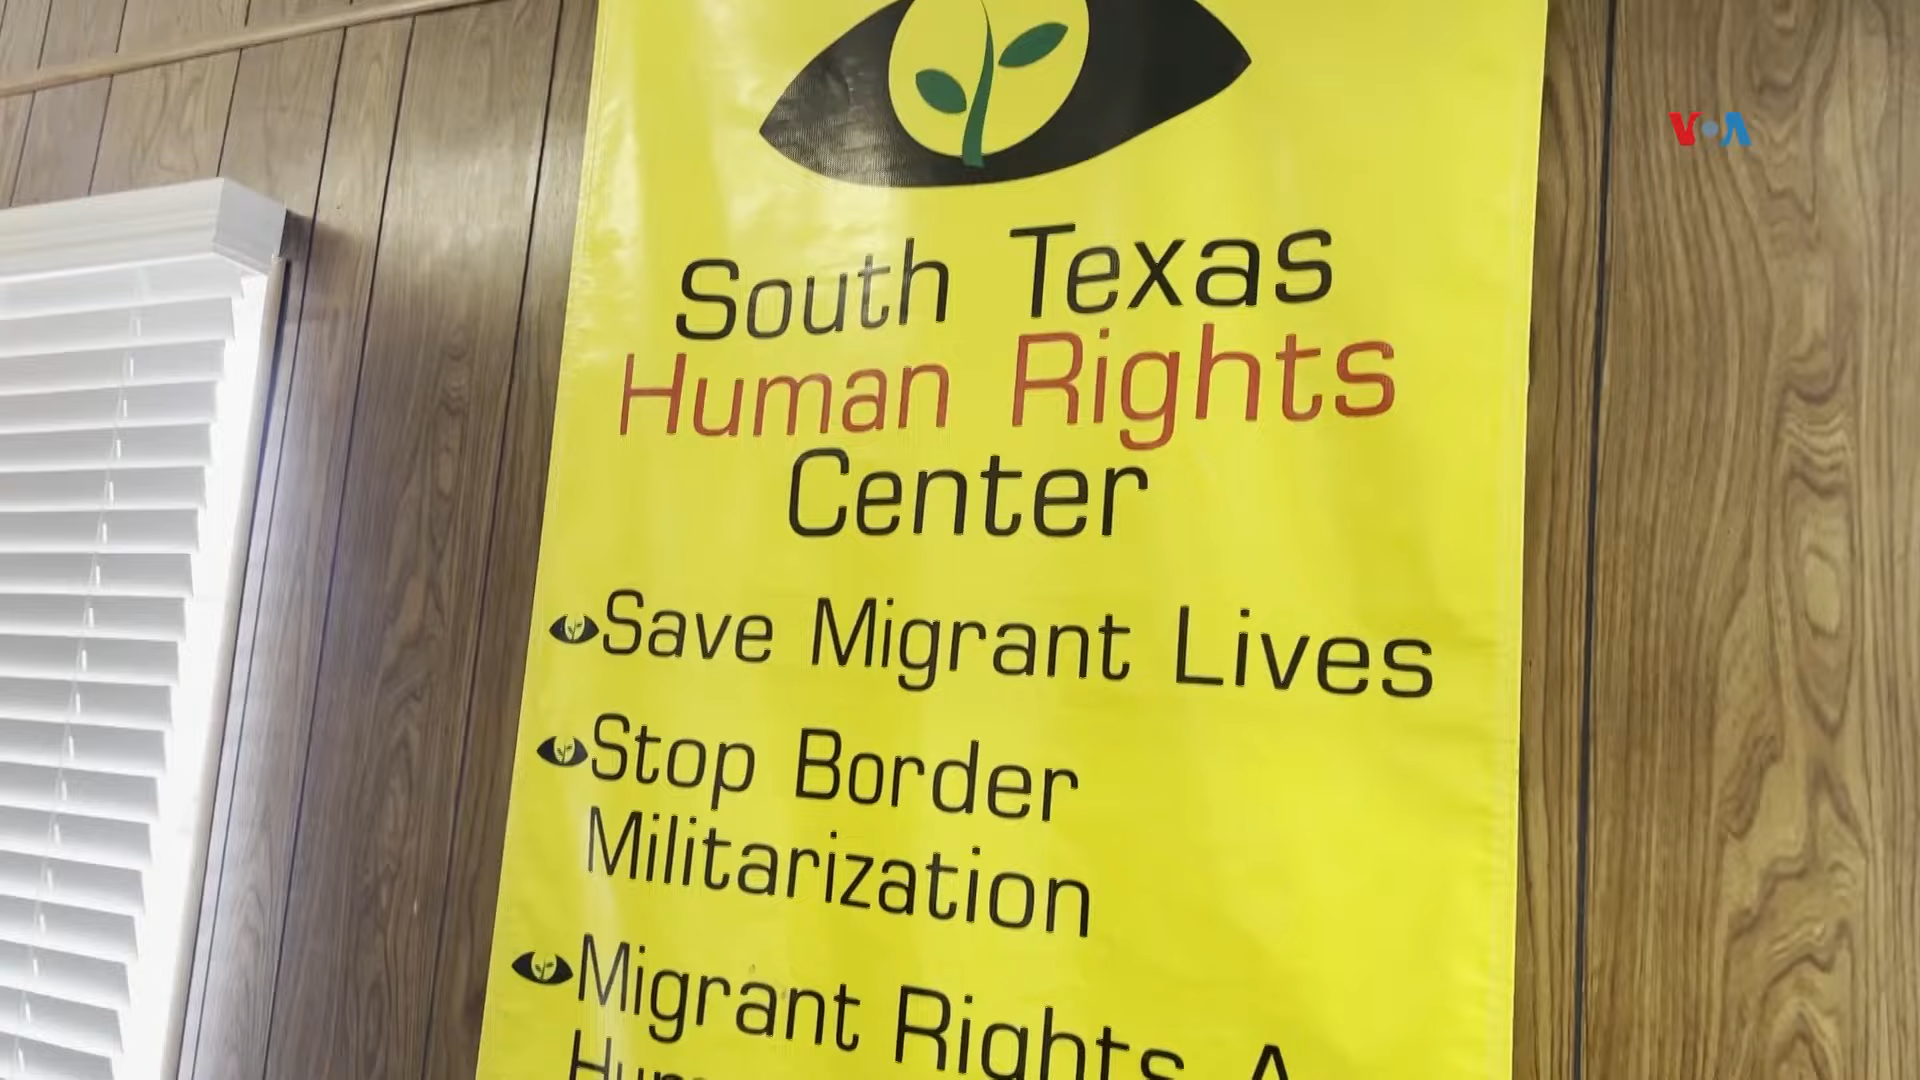 VOA
South Texas
Human Rights
Center
Save Migrant Lives
Stop Border
Militarization
Migrant Rights A